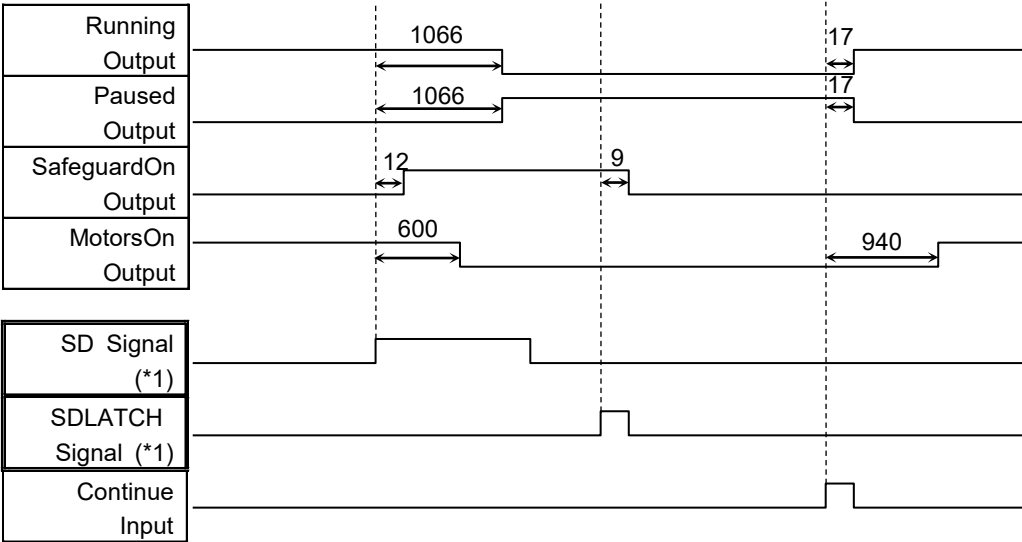 Running
Output
1066
17
Paused
Output
1066
17
SafeguardOn
Output
12
9
MotorsOn
Output
600
940
SD Signal
(*1)
SDLATCH
Signal (*1)
Continue
Input